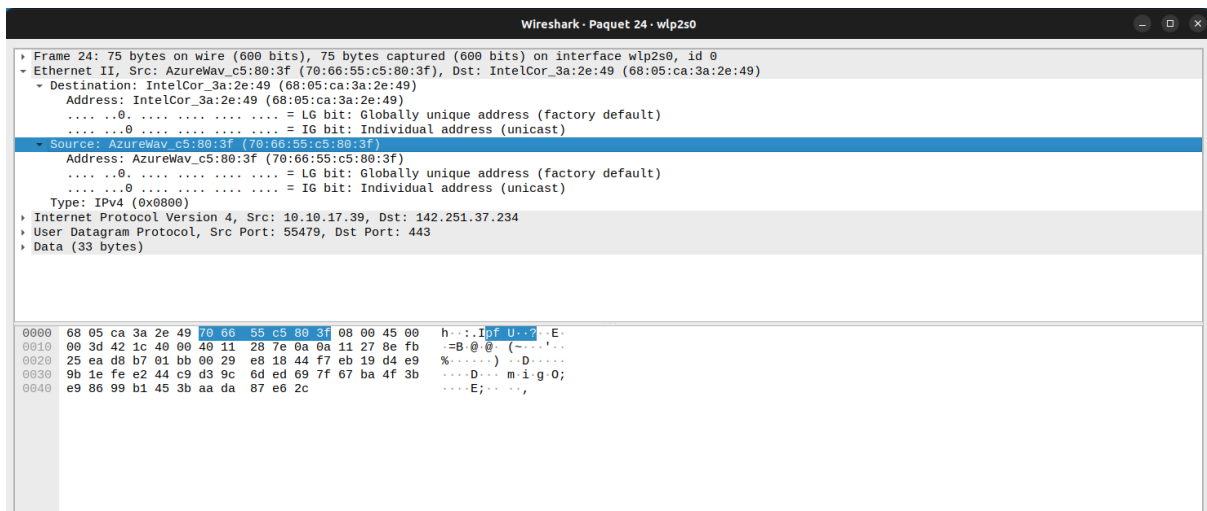 Wireshark · Paquet 24 · wlp2s0
Frame 24: 75 bytes on wire (600 bits), 75 bytes captured (600 bits) on interface wlp2s0, id 0
Ethernet II, Src: AzureWav_c5:80:3f (70:66:55:c5:80:3f), Dst: IntelCor_3a:2e:49 (68:05:ca:3a:2e:49)
Destination: IntelCor_3a:2e:49 (68:05:ca:3a:2e:49)
Address: IntelCor_3a:2e:49 (68:05:ca:3a:2e:49)
.... ..0. .... .... .... .... = LG bit: Globally unique address (factory default)
.... ...0 .... .... .... .... = IG bit: Individual address (unicast)
Source: AzureWav_c5:80:3f (70:66:55:c5:80:3f)
Address: AzureWav_c5:80:3f (70:66:55:c5:80:3f)
.... ..0. .... .... .... .... = LG bit: Globally unique address (factory default)
.... ...0 .... .... .... .... = IG bit: Individual address (unicast)
Type: IPv4 (0x0800)
Internet Protocol Version 4, Src: 10.10.17.39, Dst: 142.251.37.234
User Datagram Protocol, Src Port: 55479, Dst Port: 443
Data (33 bytes)
0000 68 05 ca 3a 2e 49 70 66 55 c5 80 3f 08 00 45 00 h··:.Ipf U··?··E·
0010 00 3d 42 1c 40 00 40 11 28 7e 0a 0a 11 27 8e fb ·=B·@·@· (~···'··
0020 25 ea d8 b7 01 bb 00 29 e8 18 44 f7 eb 19 d4 e9 %······) ··D·····
0030 9b 1e fe e2 44 c9 d3 9c 6d ed 69 7f 67 ba 4f 3b ····D··· m·i·g·O;
0040 e9 86 99 b1 45 3b aa da 87 e6 2c ····E;·· ··,